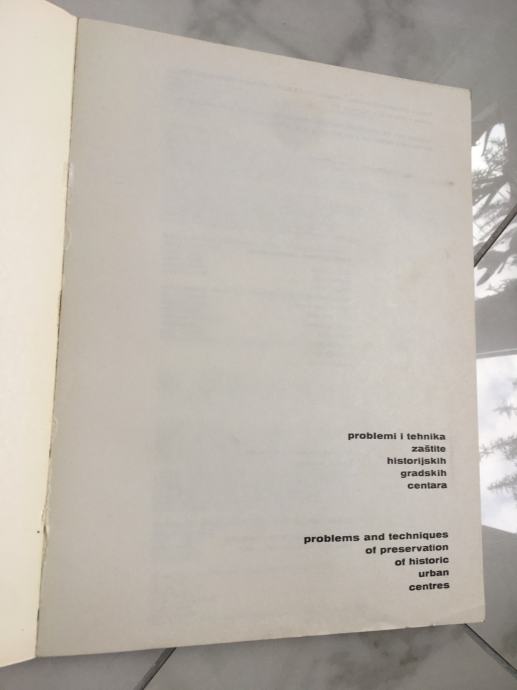 problemi i tehnika
zaštite
historijskih
gradskih
centara
problems and techniques
of preservation
of historic
urban
centres